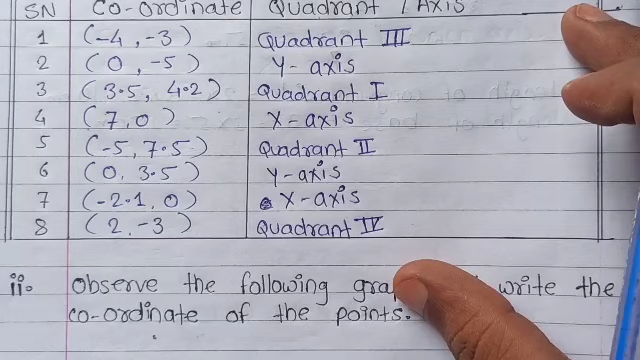 SN Co-ordinate Quadrant / Axis
1 (-4, -3) Quadrant III
2 (0, -5) Y-axis
3 (3.5, 4.2) Quadrant I
4 (7, 0) X-axis
5 (-5, 7.5) Quadrant II
6 (0, 3.5) Y-axis
7 (-2.1, 0) X-axis
8 (2, -3) Quadrant IV
ii. Observe the following write the
co-ordinate of the points.